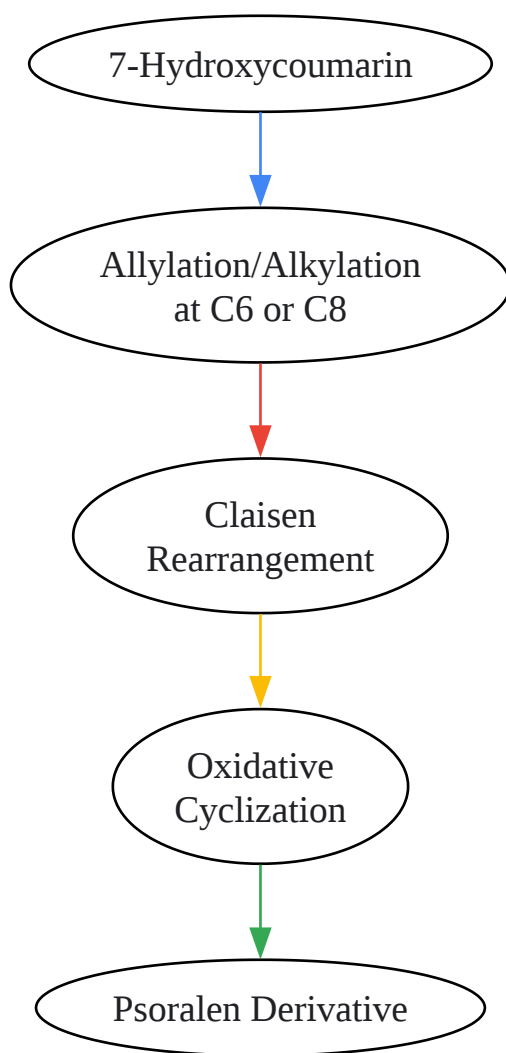 7-Hydroxycoumarin
Allylation/Alkylation
at C6 or C8
Claisen
Rearrangement
Oxidative
Cyclization
Psoralen Derivative